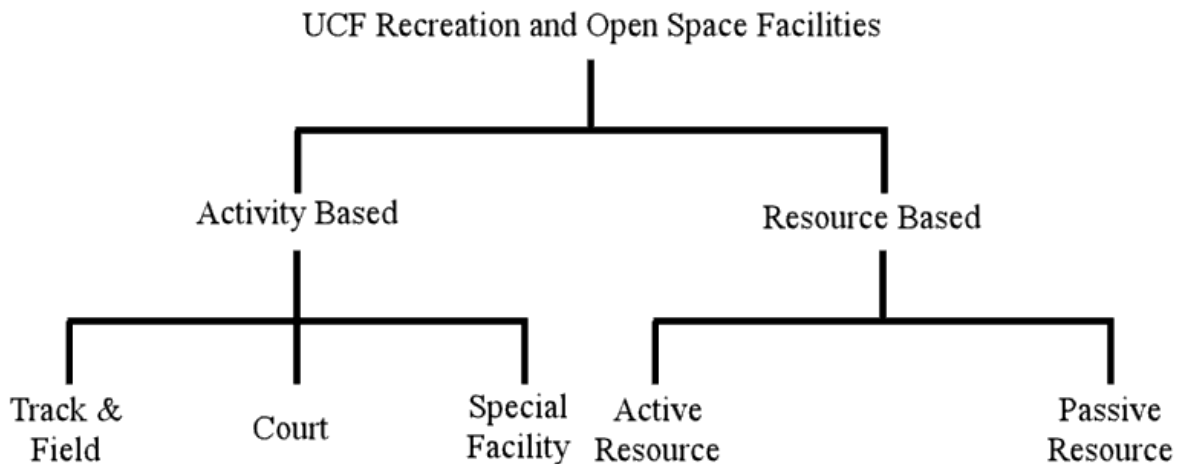 UCF Recreation and Open Space Facilities
Activity Based
Resource Based
Track &
Field
Court
Special
Facility
Active
Resource
Passive
Resource